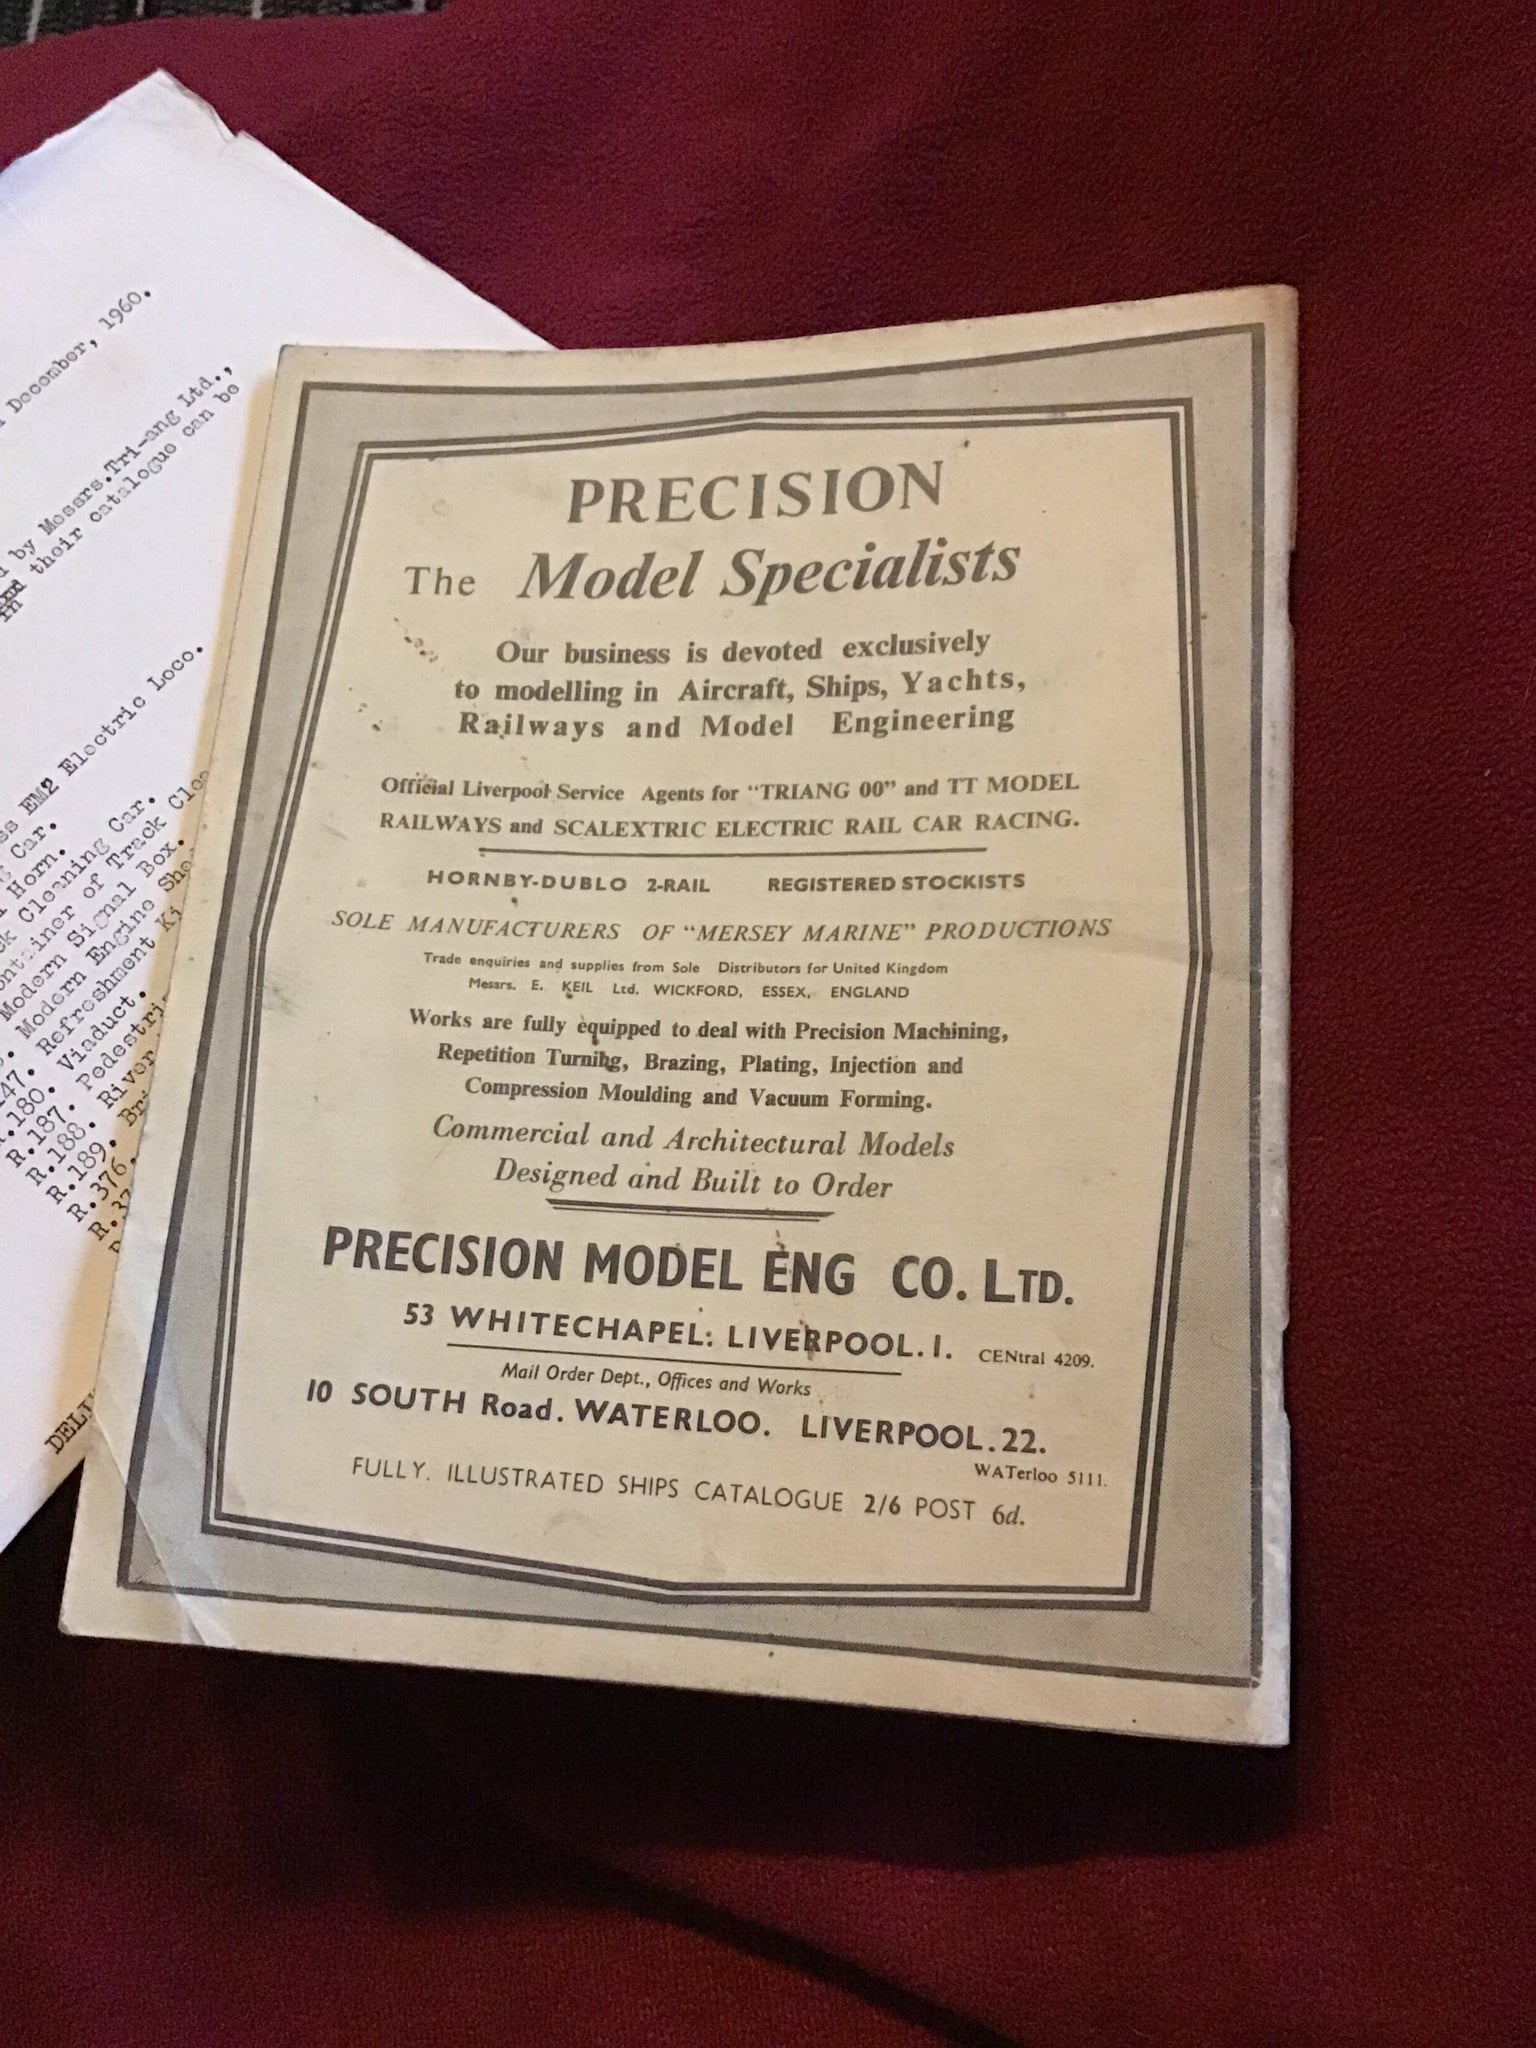 December, 1960.
by Messrs.Tri-ang Ltd.,
their catalogue can be
in
EM2 Electric Loco.
Car.
Horn.
Cleaning Car.
of Track
Modern Signal Box.
Modern Engine
Refreshment
Viaduct.
R.187.
R.188. River
R.189.
R.376.
PRECISION
The Model Specialists
Our business is devoted exclusively
to modelling in Aircraft, Ships, Yachts,
Railways and Model Engineering
Official Liverpool Service Agents for "TRIANG 00" and TT MODEL
RAILWAYS and SCALEXTRIC ELECTRIC RAIL CAR RACING.
HORNBY-DUBLO 2-RAIL REGISTERED STOCKISTS
SOLE MANUFACTURERS OF "MERSEY MARINE" PRODUCTIONS
Trade enquiries and supplies from Sole Distributors for United Kingdom
Messrs. E. KEIL Ltd. WICKFORD, ESSEX, ENGLAND
Works are fully equipped to deal with Precision Machining,
Repetition Turning, Brazing, Plating, Injection and
Compression Moulding and Vacuum Forming.
Commercial and Architectural Models
Designed and Built to Order
PRECISION MODEL ENG CO. LTD.
53 WHITECHAPEL: LIVERPOOL.1. CENtral 4209.
Mail Order Dept., Offices and Works
10 SOUTH Road. WATERLOO. LIVERPOOL.22.
WATerloo 5111.
FULLY. ILLUSTRATED SHIPS CATALOGUE 2/6 POST 6d.